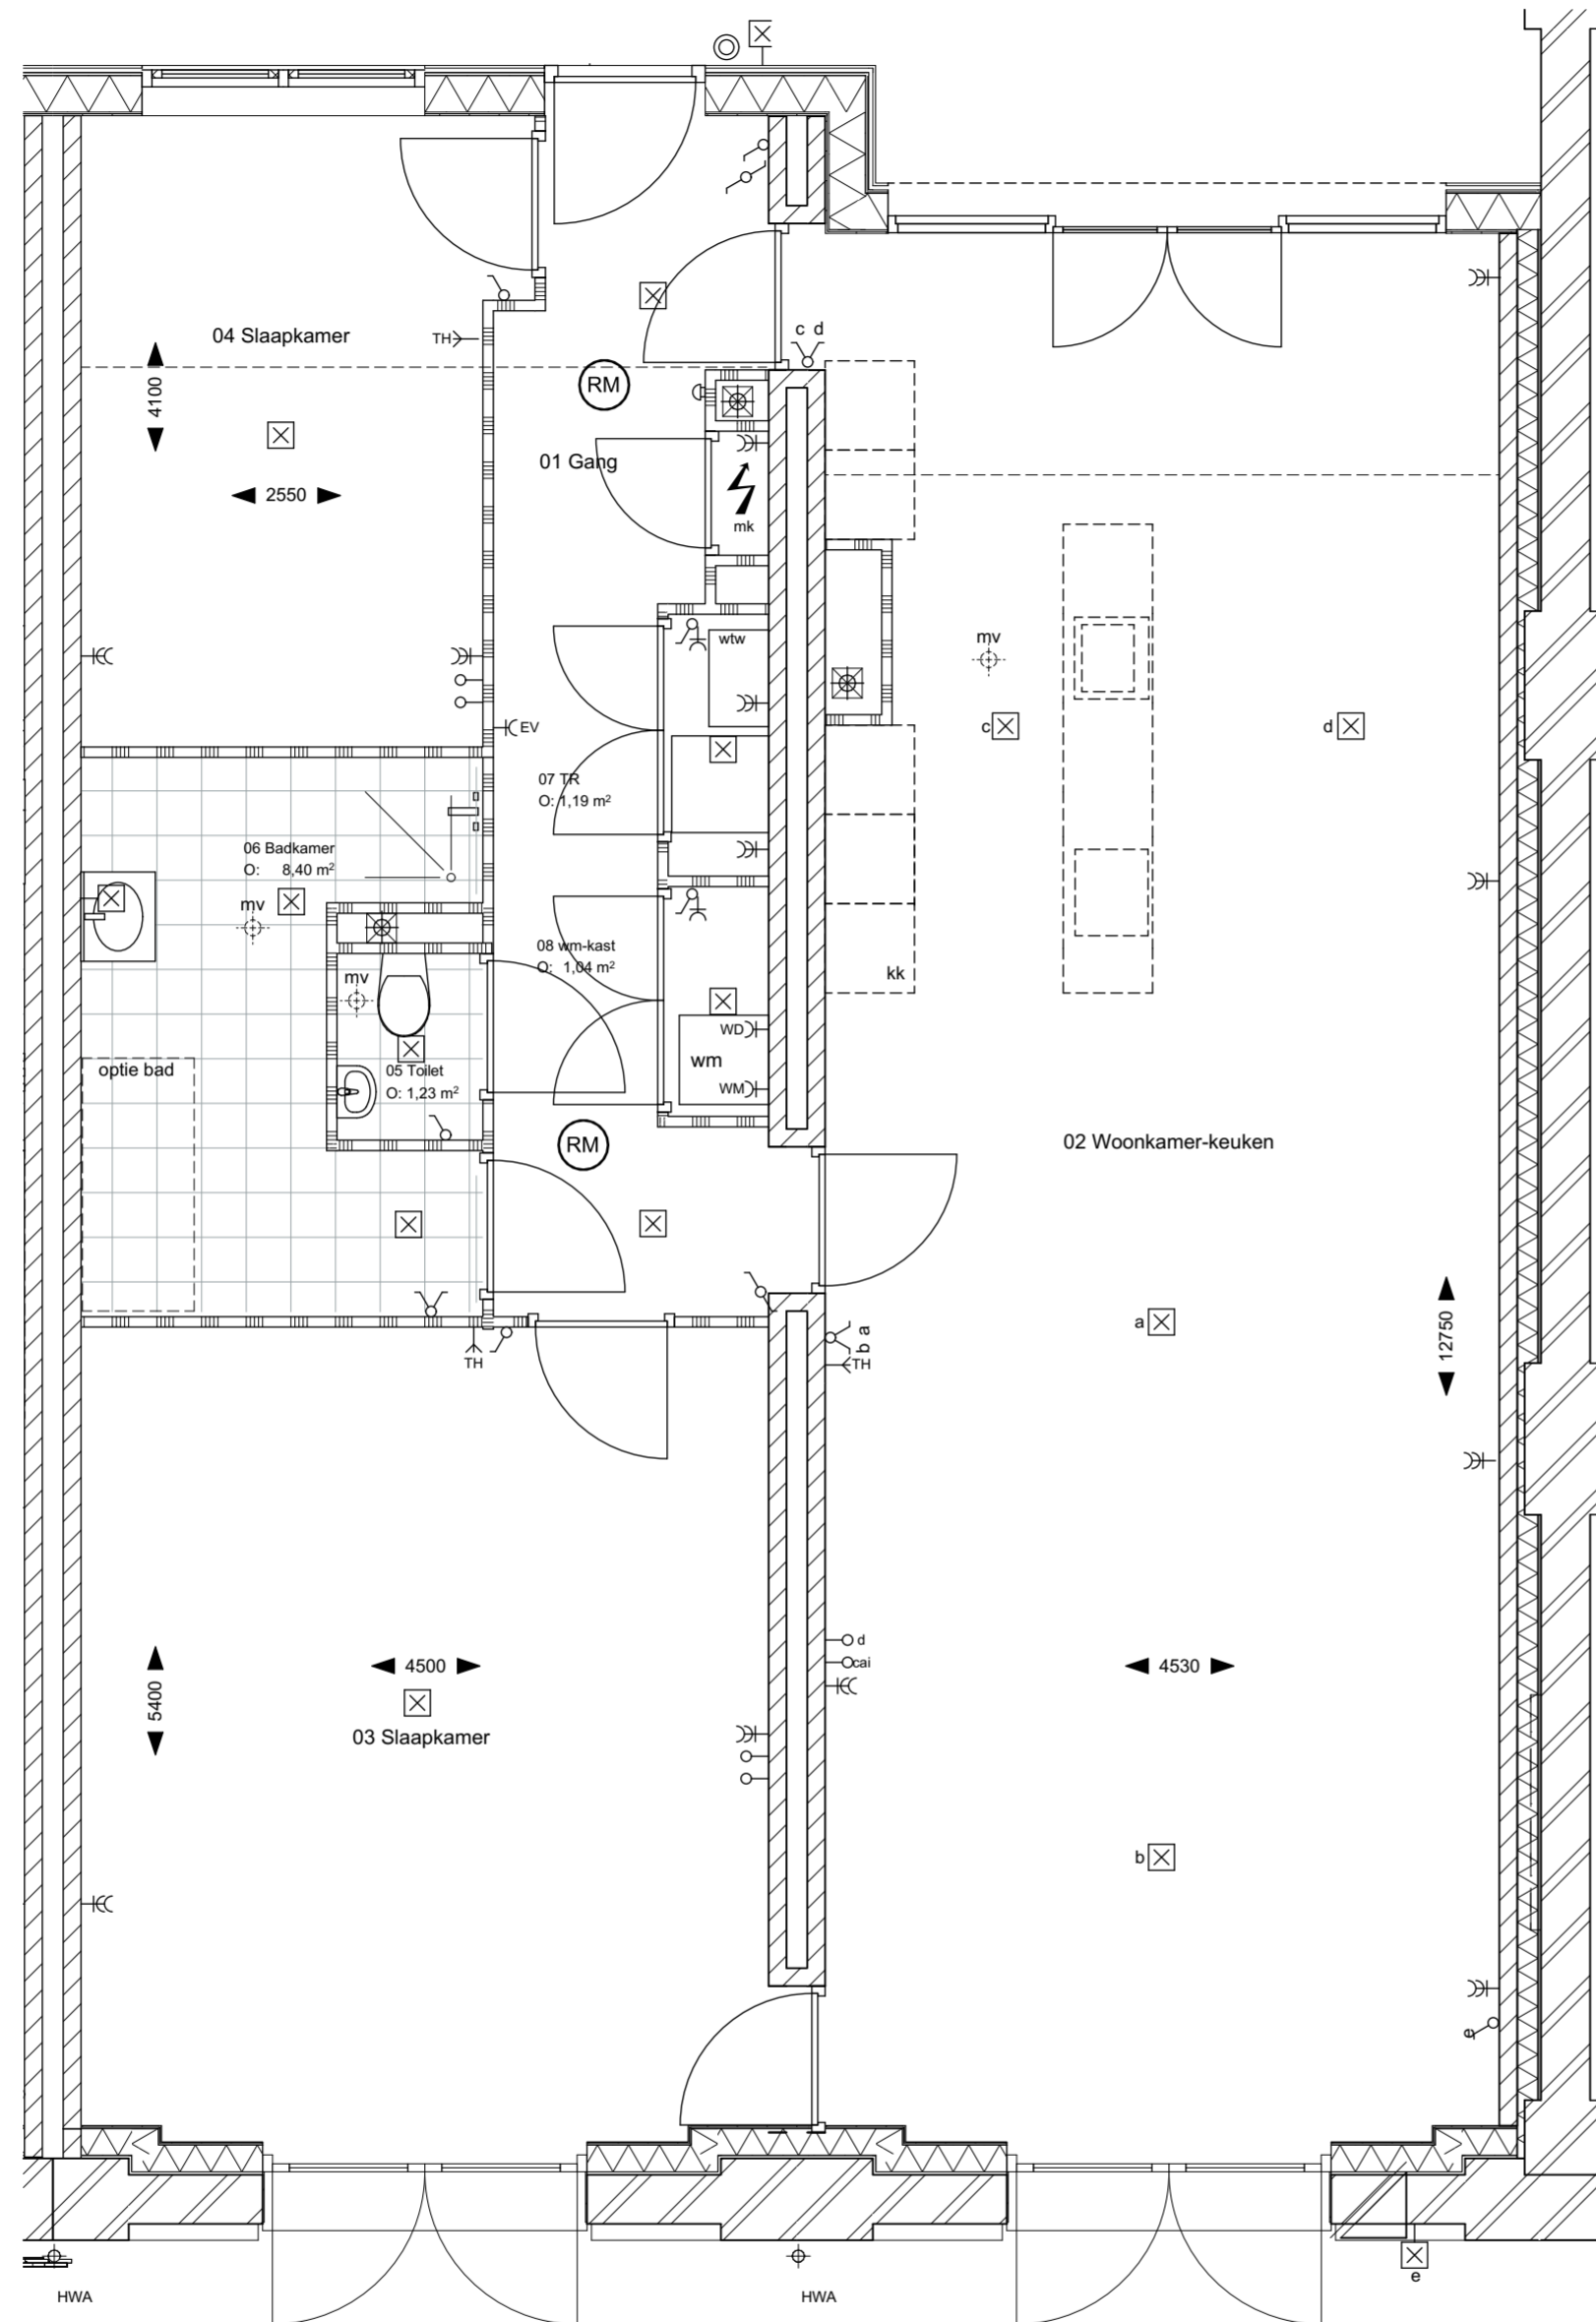 c d
04 Slaapkamer
TH
4100
RM
01 Gang
2550
mk
wtw
mv
EV
c
d
07 TR
O: 1,19 m²
06 Badkamer
O: 8,40 m²
mv
08 wm-kast
O: 1,04 m²
kk
mv
WD
optie bad
wm
05 Toilet
O: 1,23 m²
WM
RM
02 Woonkamer-keuken
a
b a
12750
TH
TH
d
cai
4500
4530
5400
03 Slaapkamer
b
e
e
HWA
HWA